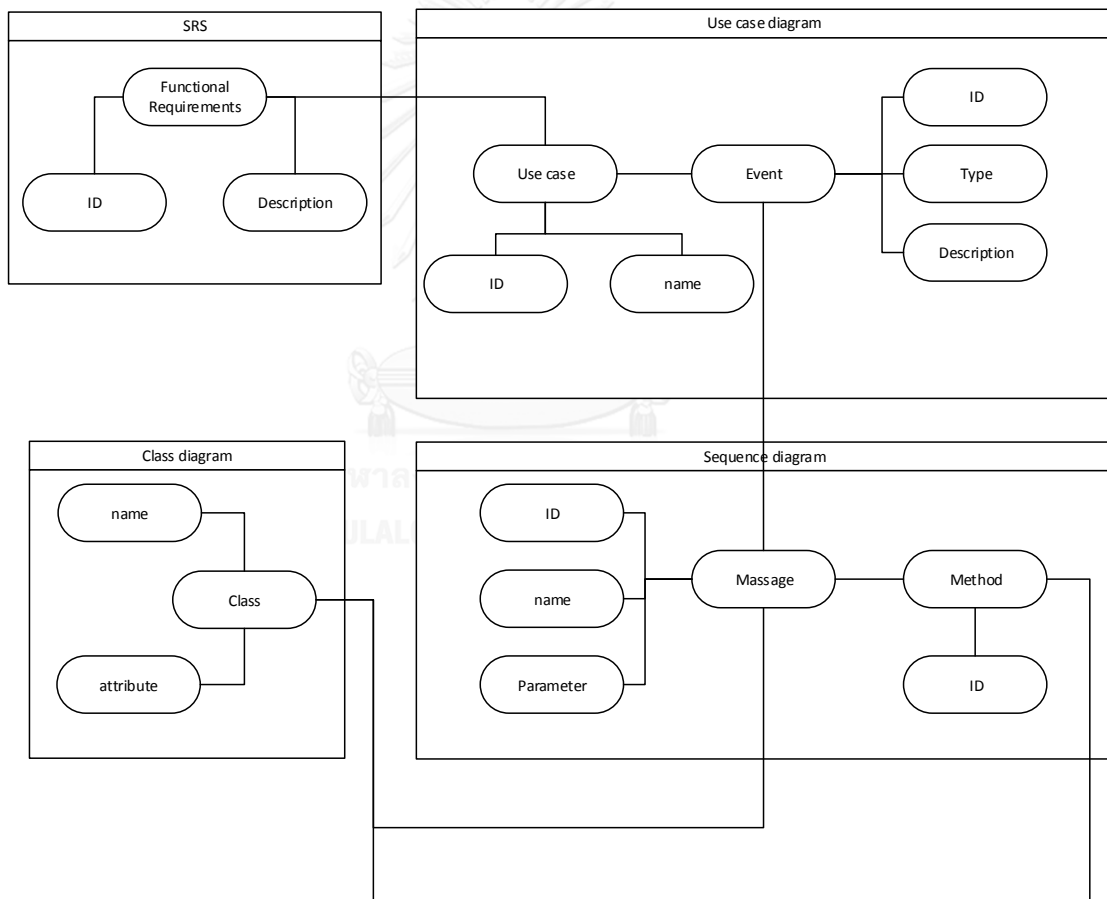 SRS
Functional
Requirements
ID
Description
Use case diagram
Use case
Event
ID
Type
Description
ID
name
Class diagram
name
Class
attribute
Sequence diagram
ID
name
Parameter
Massage
Method
ID